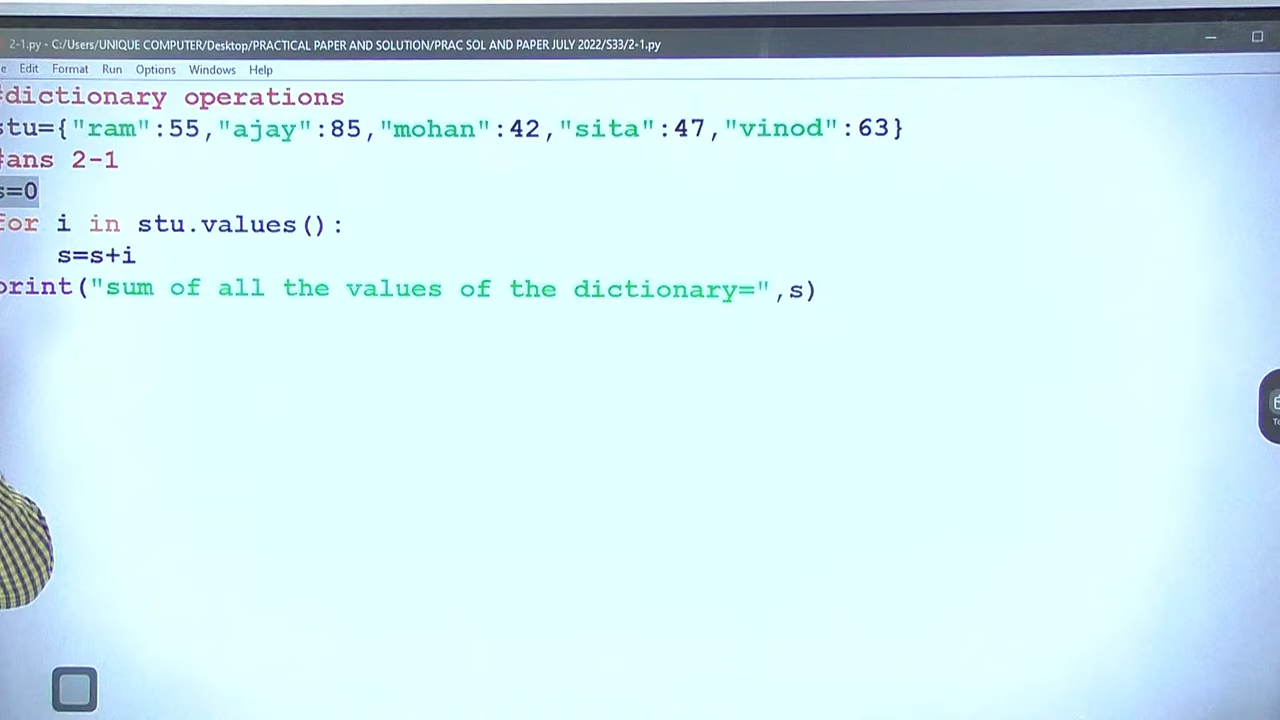 2-1.py - C:/Users/UNIQUE COMPUTER/Desktop/PRACTICAL PAPER AND SOLUTION/PRAC SOL AND PAPER JULY 2022/S33/2-1.py
e Edit Format Run Options Windows Help
#dictionary operations
stu={"ram":55,"ajay":85,"mohan":42,"sita":47,"vinod":63}
#ans 2-1
s=0
for i in stu.values():
s=s+i
print("sum of all the values of the dictionary=",s)